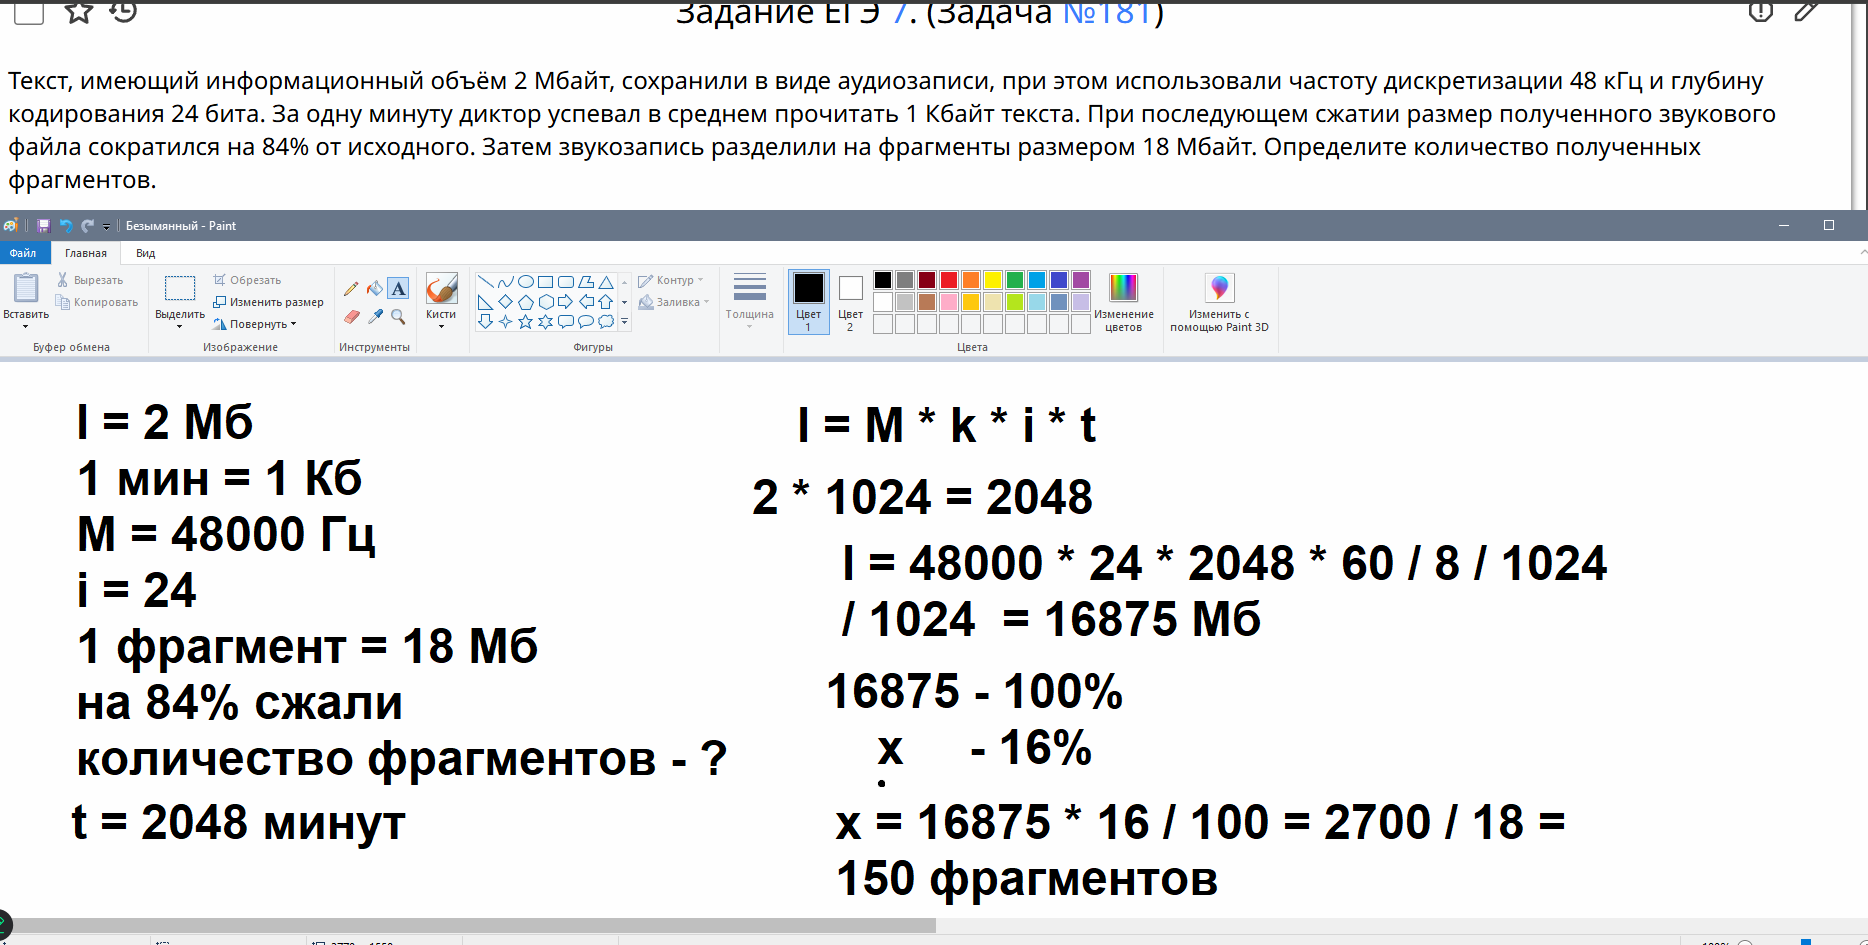 Задание ЕГЭ 7. (Задача №181)
Текст, имеющий информационный объём 2 Мбайт, сохранили в виде аудиозаписи, при этом использовали частоту дискретизации 48 кГц и глубину
кодирования 24 бита. За одну минуту диктор успевал в среднем прочитать 1 Кбайт текста. При последующем сжатии размер полученного звукового
файла сократился на 84% от исходного. Затем звукозапись разделили на фрагменты размером 18 Мбайт. Определите количество полученных
фрагментов.
Безымянный - Paint
Файл Главная Вид
Вставить
Вырезать
Копировать
Буфер обмена
Выделить
Обрезать
Изменить размер
Повернуть
Изображение
A
Инструменты
Кисти
Контур
Заливка
Фигуры
Толщина
Цвет
1
Цвет
2
Цвета
Изменение
цветов
Изменить с
помощью Paint 3D
I = 2 Мб
1 мин = 1 Кб
М = 48000 Гц
i = 24
1 фрагмент = 18 Мб
на 84% сжали
количество фрагментов - ?
t = 2048 минут
I = M * k * i * t
2 * 1024 = 2048
I = 48000 * 24 * 2048 * 60 / 8 / 1024
/ 1024 = 16875 Мб
16875 - 100%
x - 16%
x = 16875 * 16 / 100 = 2700 / 18 =
150 фрагментов